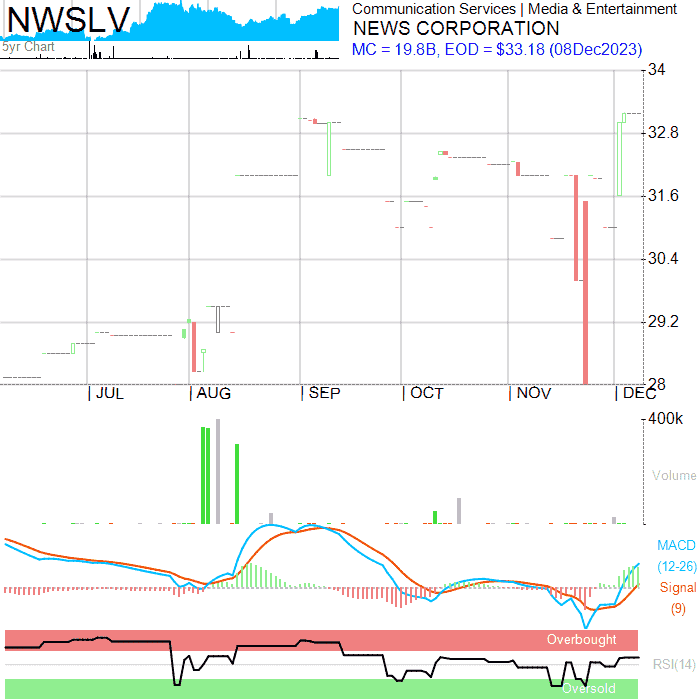 NWSLV
5yr Chart
Communication Services | Media & Entertainment
NEWS CORPORATION
MC = 19.8B, EOD = $33.18 (08Dec2023)
34
32.8
31.6
30.4
29.2
28
JUL
AUG
SEP
OCT
NOV
DEC
400k
Volume
MACD
(12-26)
Signal
(9)
Overbought
RSI(14)
Oversold